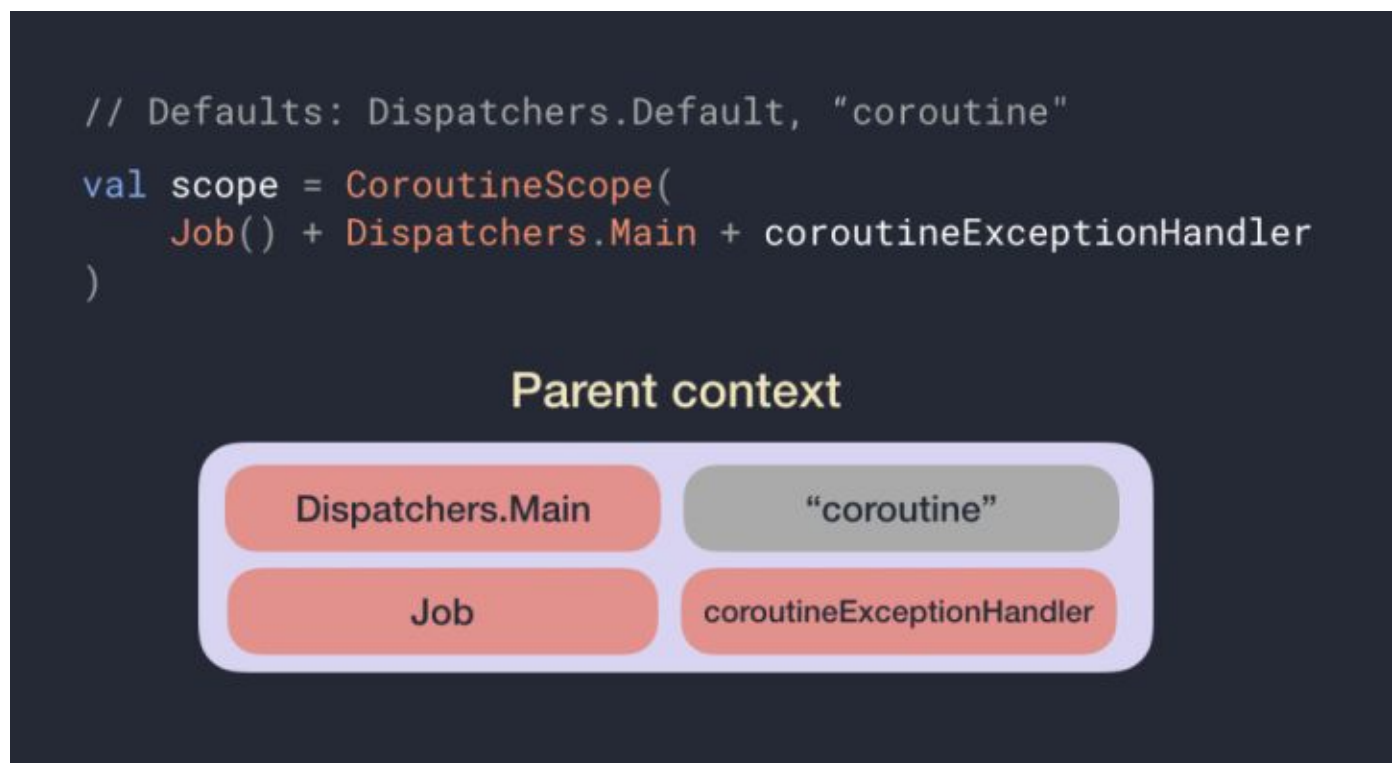 // Defaults: Dispatchers.Default, “coroutine"
val scope = CoroutineScope(
    Job() + Dispatchers.Main + coroutineExceptionHandler
)
Parent context
Dispatchers.Main
“coroutine”
Job
coroutineExceptionHandler